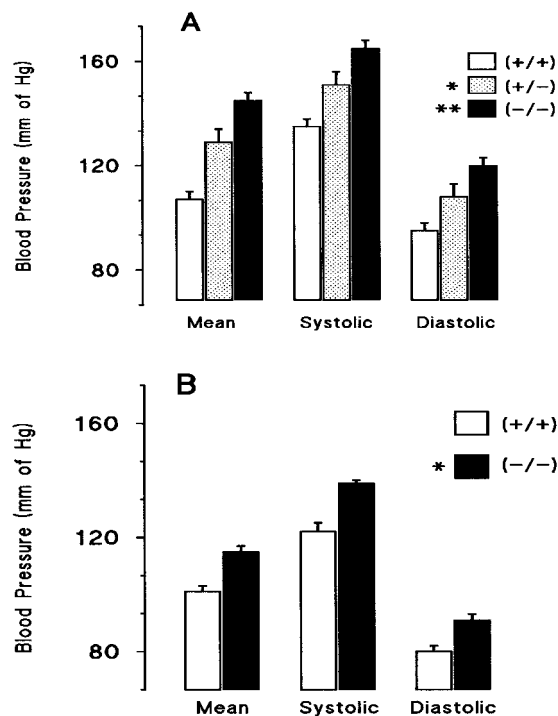 A
Blood Pressure (mm of Hg)
160
120
80
(+/+)
* (+/−)
** (−/−)
Mean Systolic Diastolic
B
Blood Pressure (mm of Hg)
160
120
80
(+/+)
* (−/−)
Mean Systolic Diastolic